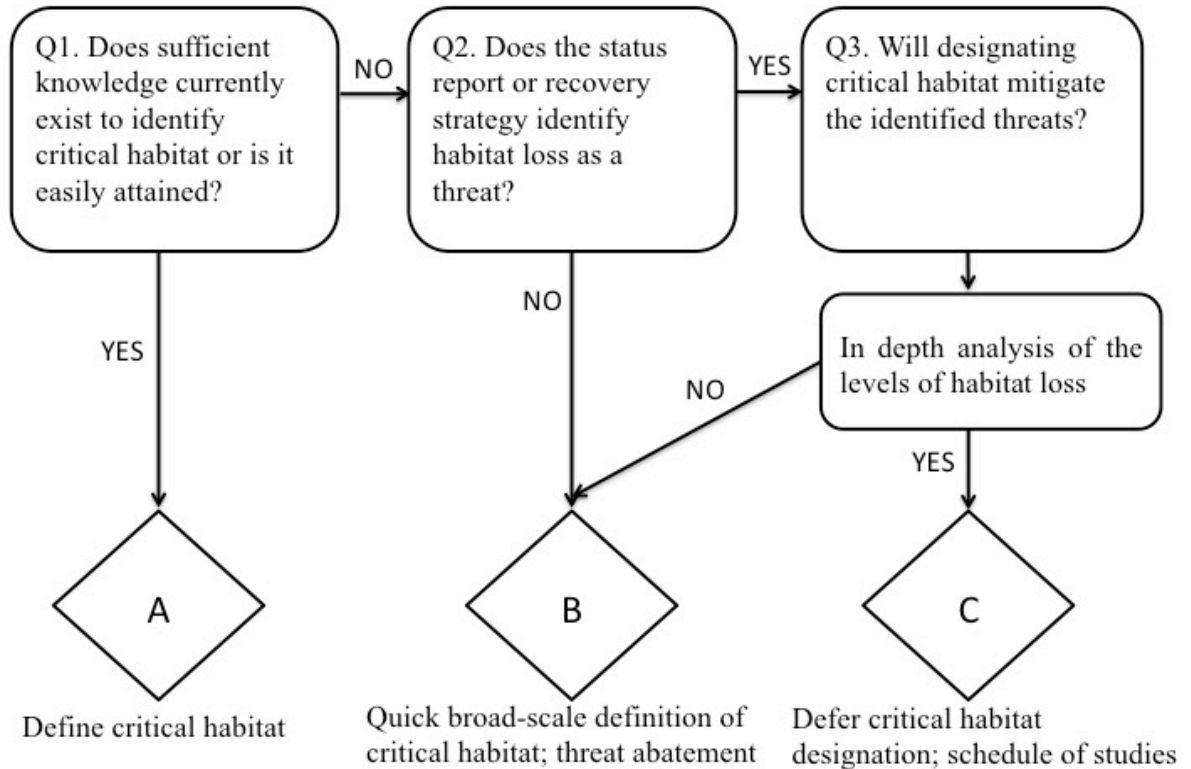 Q1. Does sufficient
knowledge currently
exist to identify
critical habitat or is it
easily attained?
NO
Q2. Does the status
report or recovery
strategy identify
habitat loss as a
threat?
YES
Q3. Will designating
critical habitat mitigate
the identified threats?
YES
NO
In depth analysis of the
levels of habitat loss
NO
YES
A
B
C
Define critical habitat
Quick broad-scale definition of
critical habitat; threat abatement
Defer critical habitat
designation; schedule of studies